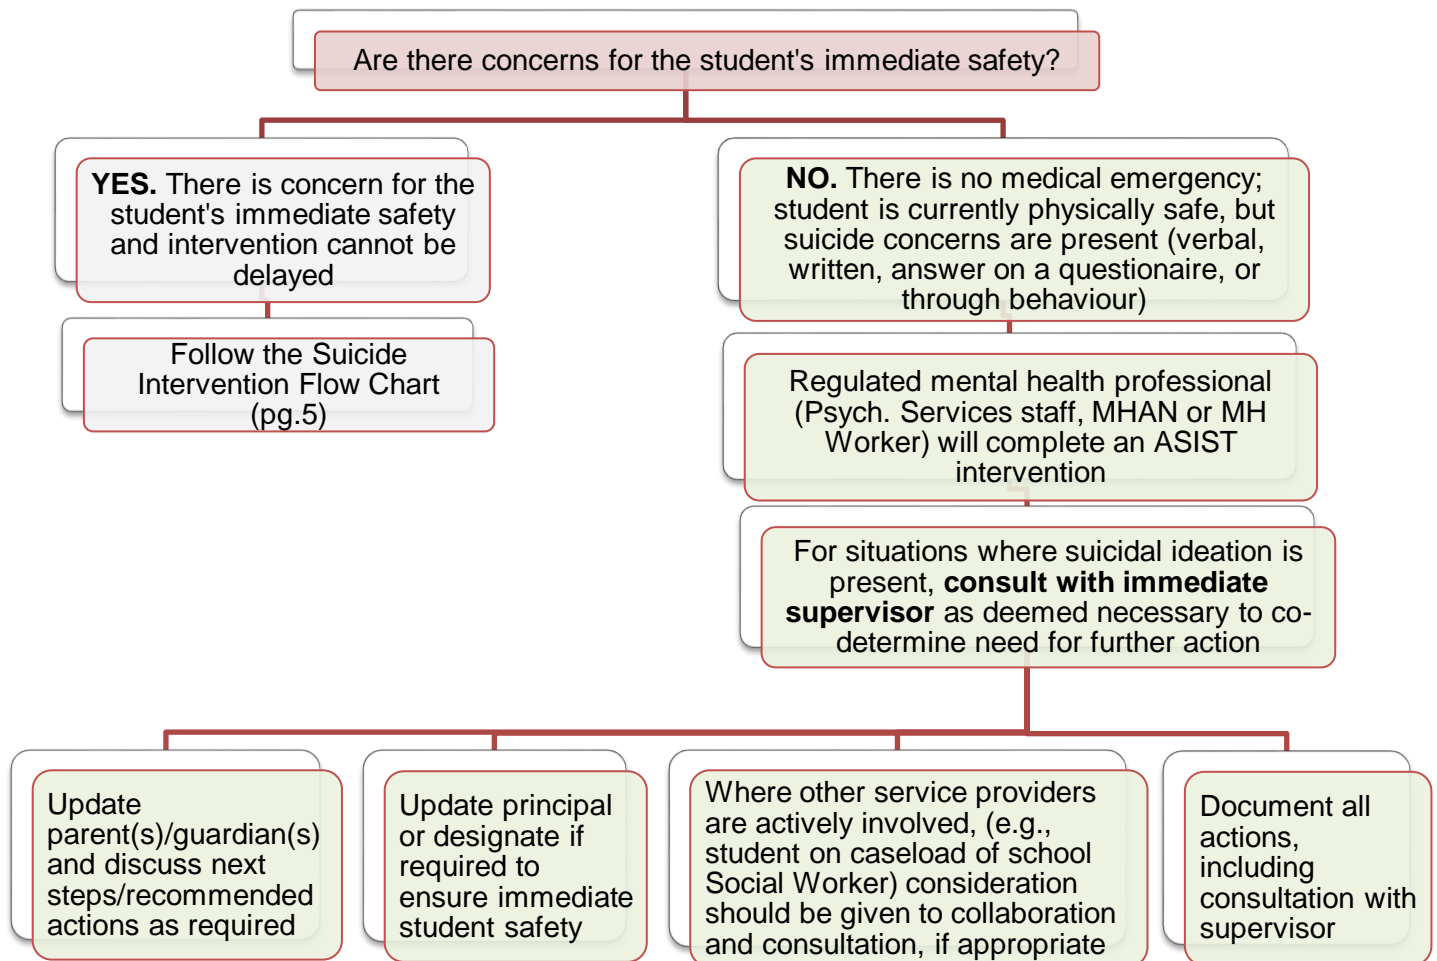 Are there concerns for the student's immediate safety?
YES. There is concern for the
student's immediate safety
and intervention cannot be
delayed
Follow the Suicide
Intervention Flow Chart
(pg.5)
NO. There is no medical emergency;
student is currently physically safe, but
suicide concerns are present (verbal,
written, answer on a questionaire, or
through behaviour)
Regulated mental health professional
(Psych. Services staff, MHAN or MH
Worker) will complete an ASIST
intervention
For situations where suicidal ideation is
present, consult with immediate
supervisor as deemed necessary to co-
determine need for further action
Update
parent(s)/guardian(s)
and discuss next
steps/recommended
actions as required
Update principal
or designate if
required to
ensure immediate
student safety
Where other service providers
are actively involved, (e.g.,
student on caseload of school
Social Worker) consideration
should be given to collaboration
and consultation, if appropriate
Document all
actions,
including
consultation with
supervisor